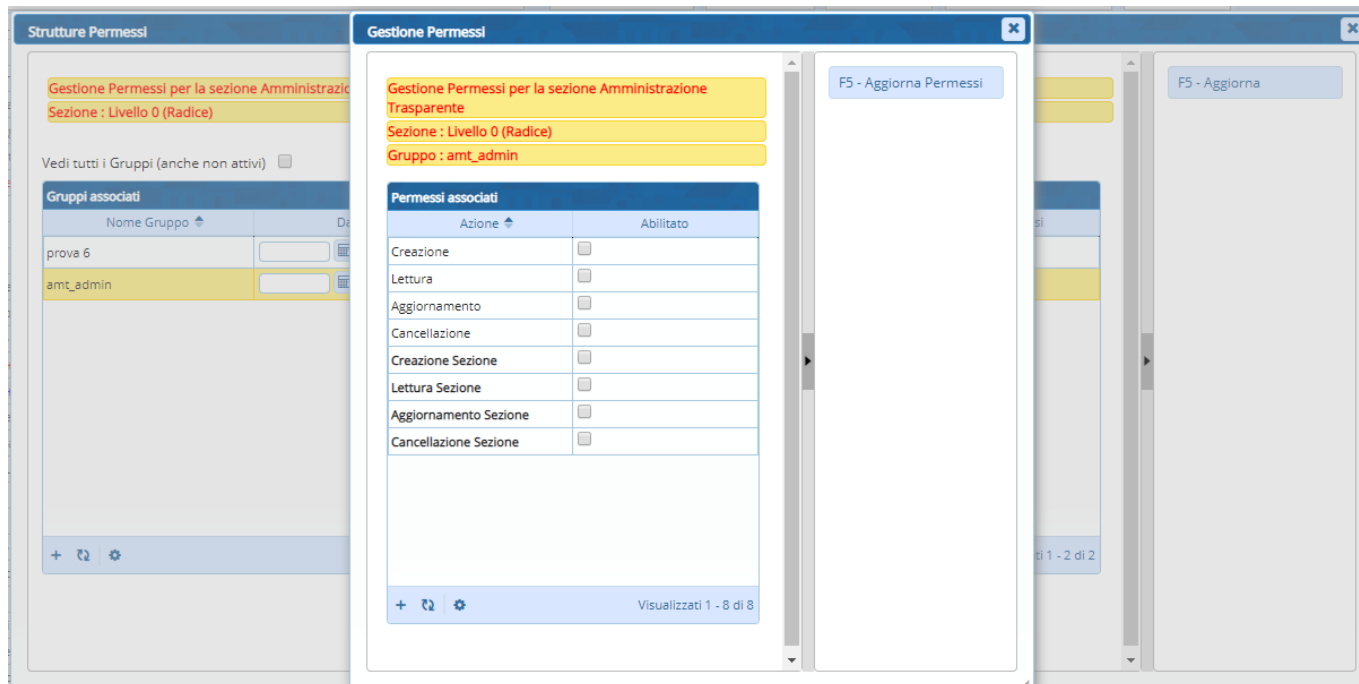 Strutture Permessi
Gestione Permessi per la sezione Amministrazio
Sezione : Livello 0 (Radice)
Vedi tutti i Gruppi (anche non attivi)
Gruppi associati
Nome Gruppo
Da
prova 6
amt_admin
Gestione Permessi
Gestione Permessi per la sezione Amministrazione
Trasparente
Sezione : Livello 0 (Radice)
Gruppo : amt_admin
Permessi associati
Azione Abilitato
Creazione
Lettura
Aggiornamento
Cancellazione
Creazione Sezione
Lettura Sezione
Aggiornamento Sezione
Cancellazione Sezione
Visualizzati 1 - 8 di 8
F5 - Aggiorna Permessi
si
ti 1 - 2 di 2
F5 - Aggiorna